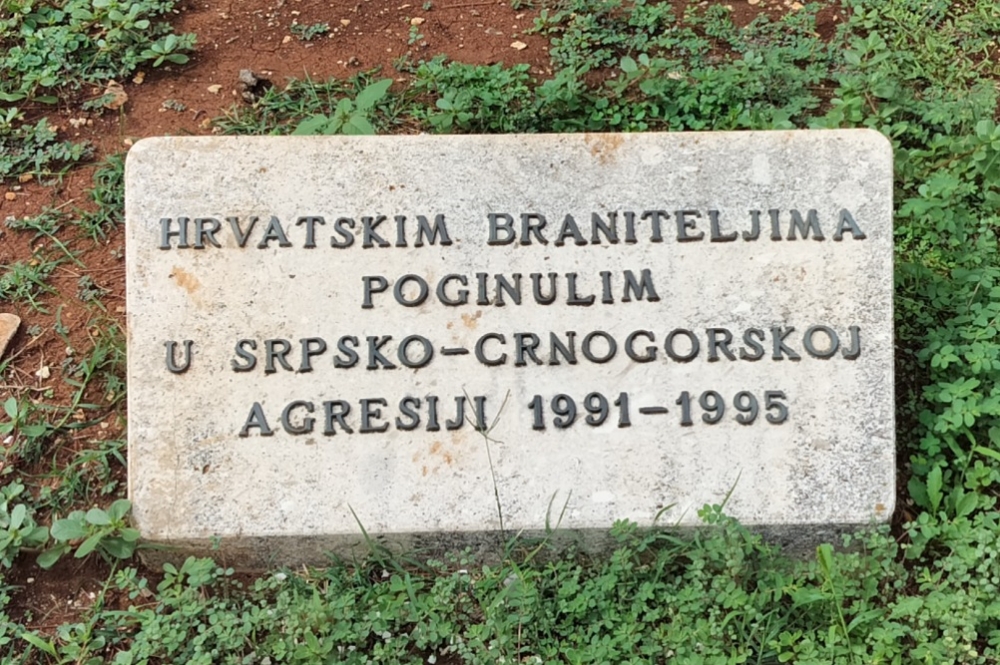 HRVATSKIM BRANITELJIMA
POGINULIM
U SRPSKO-CRNOGORSKOJ
AGRESIJI 1991-1995